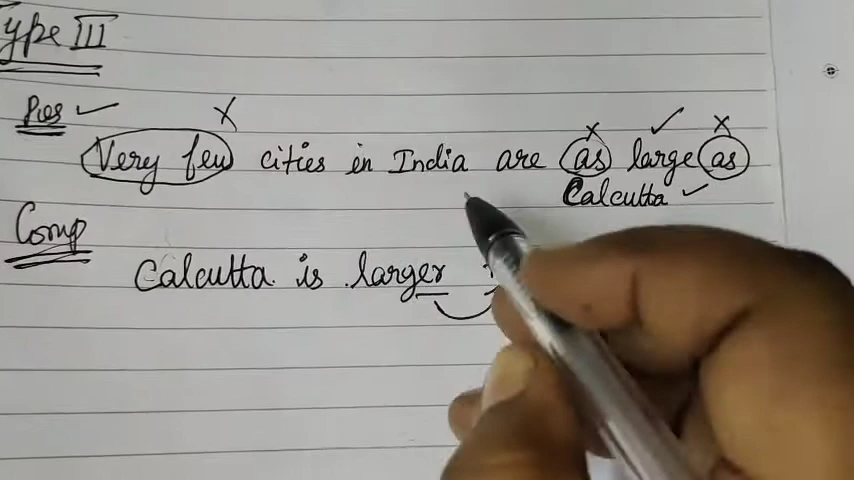 Type III
Pos
Very few cities in India are as large as
Calcutta
Comp
Calcutta is larger